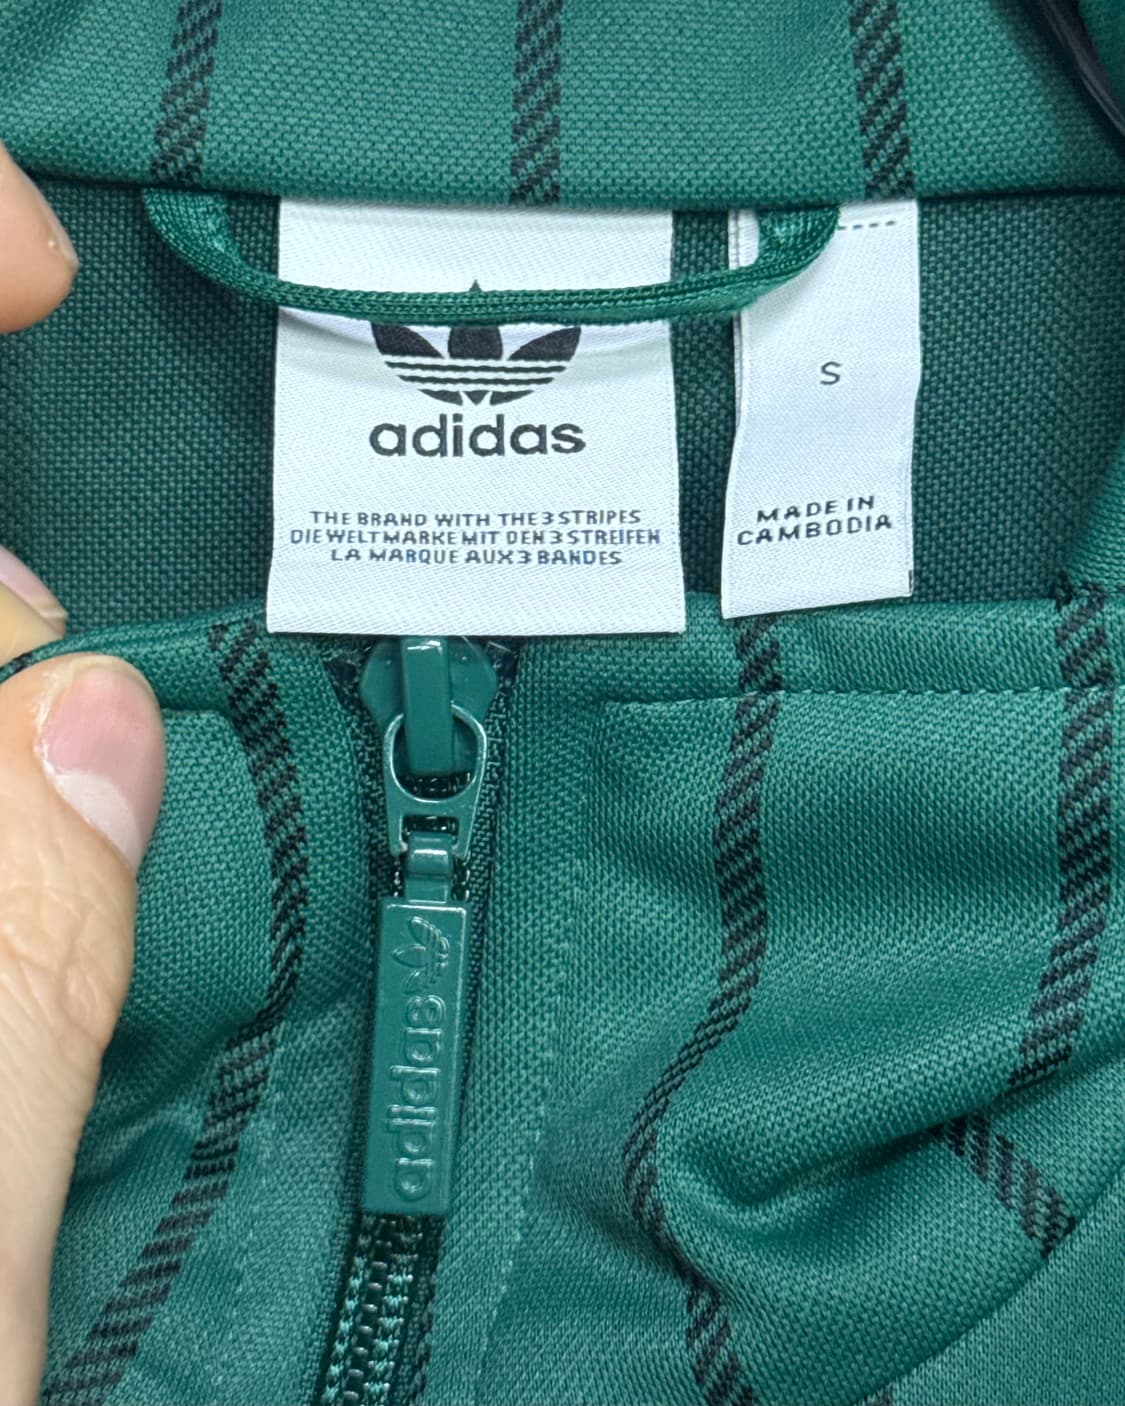 adidas
THE BRAND WITH THE 3 STRIPES
DIE WELTMARKE MIT DEN 3 STREIFEN
LA MARQUE AUX 3 BANDES
S
MADE IN
CAMBODIA
adidas